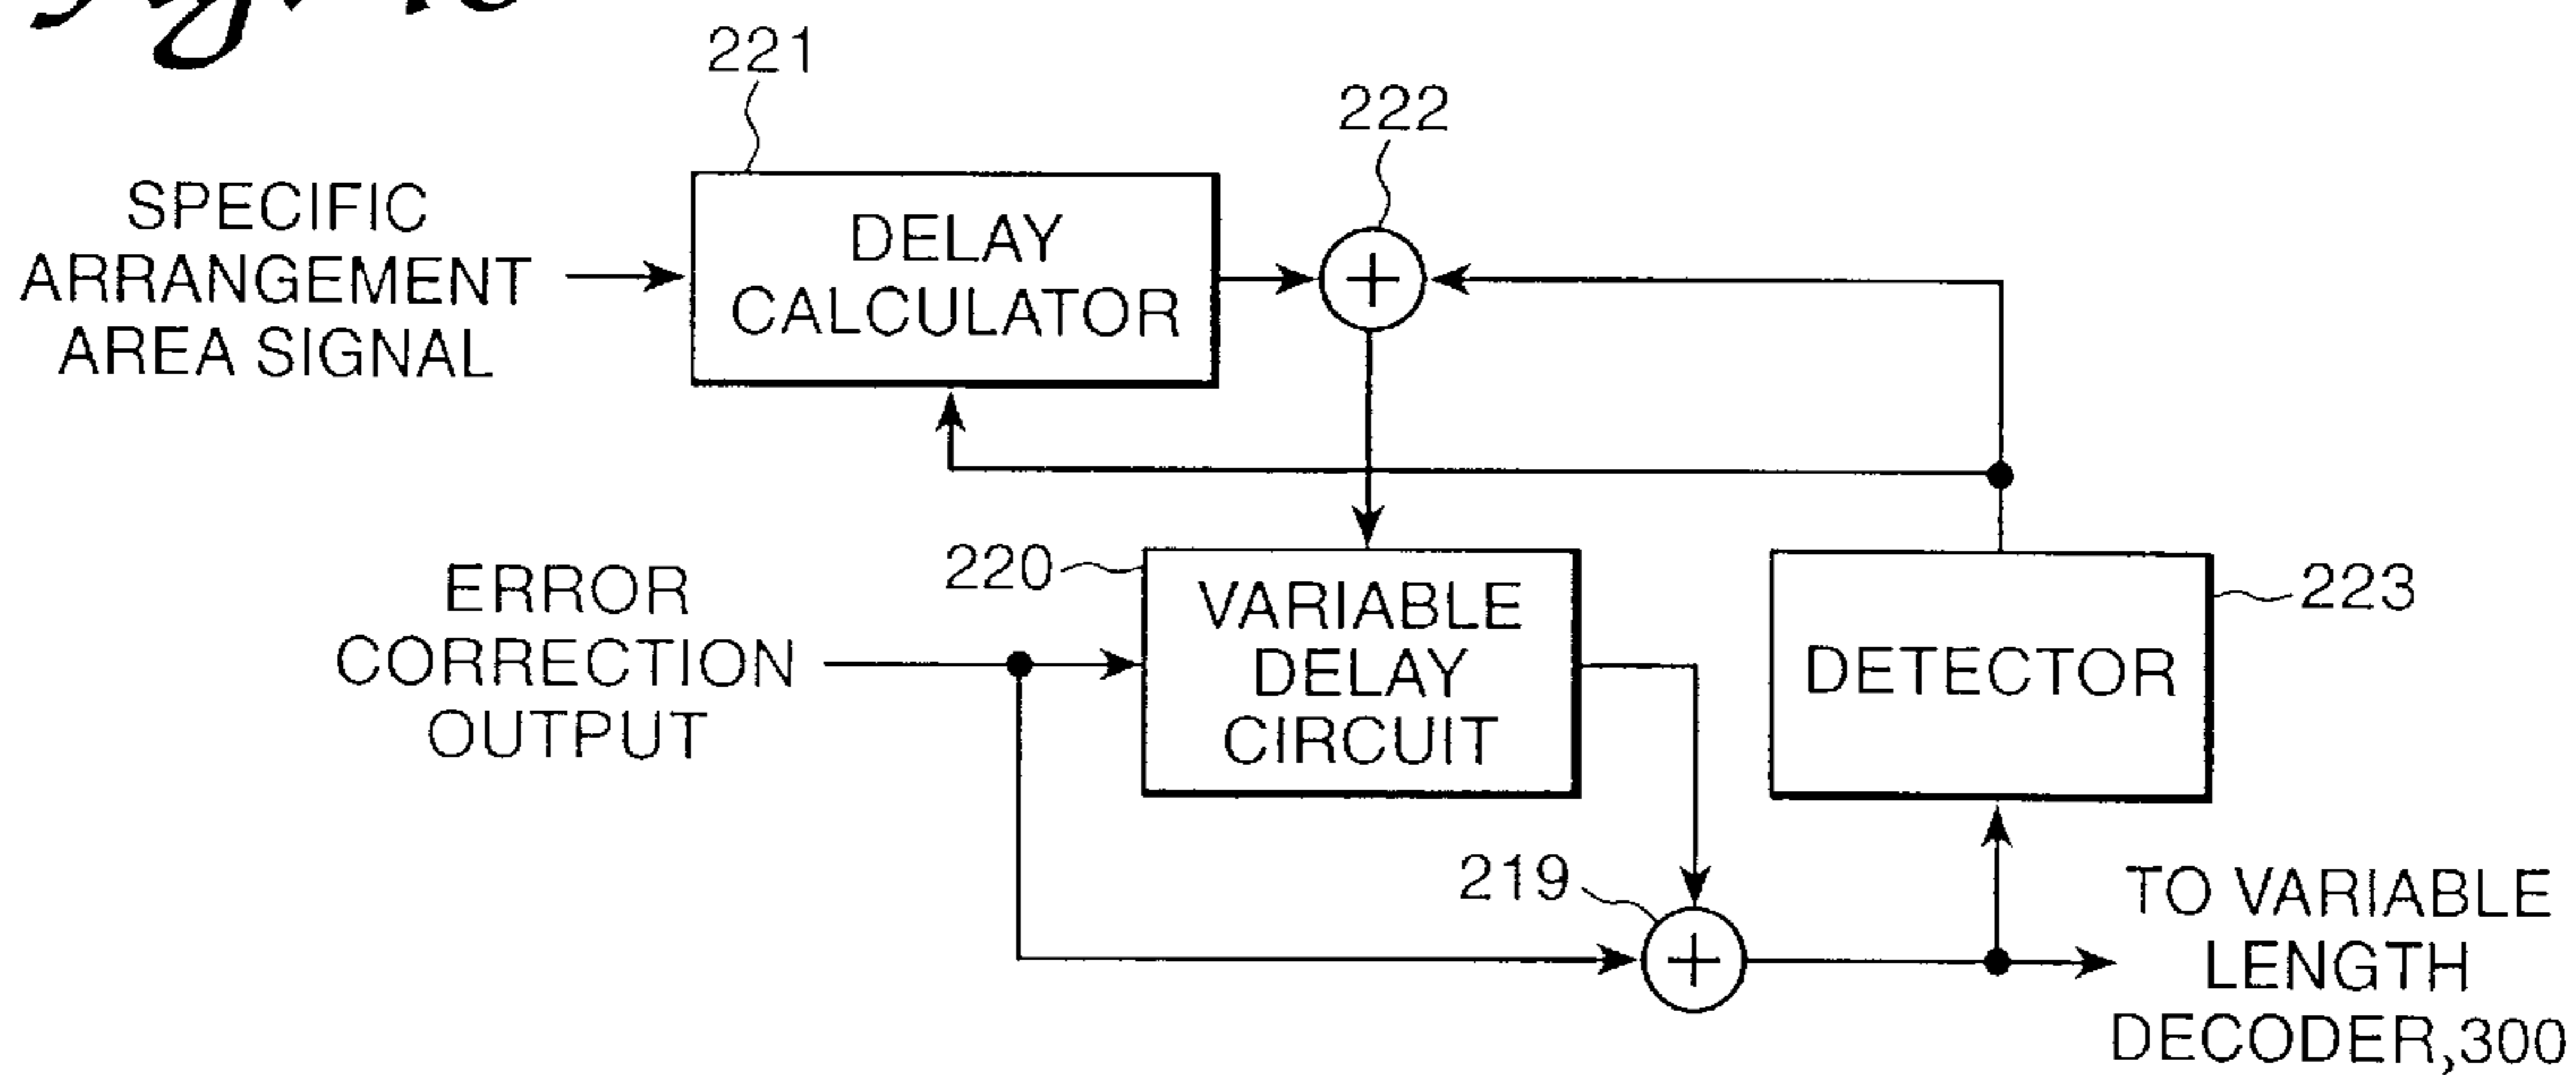 221
222
SPECIFIC
ARRANGEMENT
AREA SIGNAL
DELAY
CALCULATOR
220
ERROR
CORRECTION
OUTPUT
VARIABLE
DELAY
CIRCUIT
223
DETECTOR
219
TO VARIABLE
LENGTH
DECODER,300